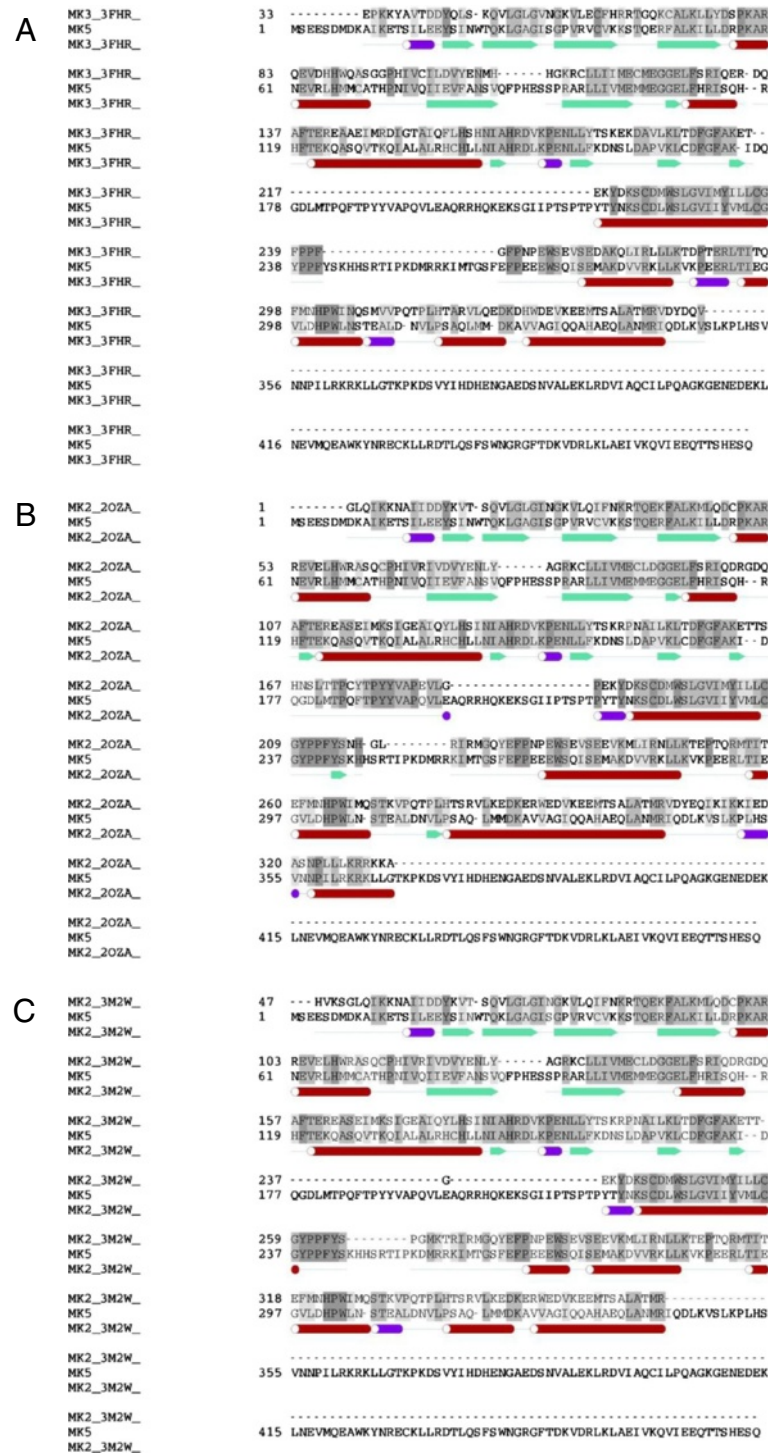 A
MK3_3FHR_ 33 --------EPKKYAVTDDYQLS-KQVLGLGVNGKVLECFHRRTGQKCALKLLYDSPKAR
MK5 1 MSEESDMDKAIKETSILEEYSINWTQKLGAGISGPVRVCVKKSTQERFALKILLDRPKAR
MK3_3FHR_
MK3_3FHR_ 83 QEVDHHWQASGGPHIVCILDVYENMH------HGKRCLLIIMECMEGGELFSRIQER-DQ
MK5 61 NEVRLHMMCATHPNIVQIIEVFANSVQFPHESSPRARLLIVMEMMEGGELFHRISQH--R
MK3_3FHR_
MK3_3FHR_ 137 AFTEREAAEIMRDIGTAIQFLHSHNIAHRDVKPENLLYTSKEKDAVLKLTDFGFAKET--
MK5 119 HFTEKQASQVTKQIALALRHCHLLNIAHRDLKPENLLFKDNSLDAPVKLCDFGFAK-IDQ
MK3_3FHR_
MK3_3FHR_ 217 ----------------------------------EKYDKSCDMWSLGVIMYILLCG
MK5 178 GDLMTPQFTPYYVAPQVLEAQRRHQKEKSGIIPTSPTPYTYNKSCDLWSLGVIIYVMLCG
MK3_3FHR_
MK3_3FHR_ 239 FPPF--------------------GFPNPEWSEVSEDAKQLIRLLLKTDPTERLTITQ
MK5 238 YPPFYSKHHSRTIPKDMRRKIMTGSFEFPEEEWSQISEMAKDVVRKLLKVKPEERLTIEG
MK3_3FHR_
MK3_3FHR_ 298 FMNHPWINQSMVVPQTPLHTARVLQEDKDHWDEVKEEMTSALATMRVDYDQV--------
MK5 298 VLDHPWLNSTEALD-NVLPSAQLMM-DKAVVAGIQQAHAEQLANMRIQDLKVSLKPLHSV
MK3_3FHR_
MK3_3FHR_ ------------------------------------------------------------
MK5 356 NNPILRKRKLLGTKPKDSVYIHDHENGAEDSNVALEKLRDVIAQCILPQAGKGENEDEKL
MK3_3FHR_
MK3_3FHR_ ----------------------------------------------------------
MK5 416 NEVMQEAWKYNRECKLLRDTLQSFSWNGRGFTDKVDRLKLAEIVKQVIEEQTTSHESQ
MK3_3FHR_
B
MK2_2OZA_ 1 -------GLQIKKNAIIDDYKVT-SQVLGLGINGKVLQIFNKRTQEKFALKMLQDCPKAR
MK5 1 MSEESDMDKAIKETSILEEYSINWTQKLGAGISGPVRVCVKKSTQERFALKILLDRPKAR
MK2_2OZA_
MK2_2OZA_ 53 REVELHWRASQCPHIVRIVDVYENLY------AGRKCLLIVMECLDGGELFSRIQDRGDQ
MK5 61 NEVRLHMMCATHPNIVQIIEVFANSVQFPHESSPRARLLIVMEMMEGGELFHRISQH--R
MK2_2OZA_
MK2_2OZA_ 107 AFTEREASEIMKSIGEAIQYLHSINIAHRDVKPENLLYTSKRPNAILKLTDFGFAKETTS
MK5 119 HFTEKQASQVTKQIALALRHCHLLNIAHRDLKPENLLFKDNSLDAPVKLCDFGFAKI--D
MK2_2OZA_
MK2_2OZA_ 167 HNSLTTPCYTPYYVAPEVLG-----------------PEKYDKSCDMWSLGVIMYILLC
MK5 177 QGDLMTPQFTPYYVAPQVLEAQRRHQKEKSGIIPTSPTPYTYNKSCDLWSLGVIIYVMLC
MK2_2OZA_
MK2_2OZA_ 209 GYPPFYSNH-GL--------RIRMGQYEFPNPEWSEVSEEVKMLIRNLLKTEPTQRMTIT
MK5 237 GYPPFYSKHHSRTIPKDMRRKIMTGSFEFPEEEWSQISEMAKDVVRKLLKVKPEERLTIE
MK2_2OZA_
MK2_2OZA_ 260 EFMNHPWIMQSTKVPQTPLHTSRVLKEDKERWEDVKEEMTSALATMRVDYEQIKIKKIED
MK5 297 GVLDHPWLN-STEALDNVLPSAQ-LMMDKAVVAGIQQAHAEQLANMRIQDLKVSLKPLHS
MK2_2OZA_
MK2_2OZA_ 320 ASNPLLLKRRKKA-----------------------------------------------
MK5 355 VNNPILRKRKLLGTKPKDSVYIHDHENGAEDSNVALEKLRDVIAQCILPQAGKGENEDEK
MK2_2OZA_
MK2_2OZA_ -----------------------------------------------------------
MK5 415 LNEVMQEAWKYNRECKLLRDTLQSFSWNGRGFTDKVDRLKLAEIVKQVIEEQTTSHESQ
MK2_2OZA_
C
MK2_3M2W_ 47 ---HVKSGLQIKKNAIIDDYKVT-SQVLGLGINGKVLQIFNKRTQEKFALKMLQDCPKAR
MK5 1 MSEESDMDKAIKETSILEEYSINWTQKLGAGISGPVRVCVKKSTQERFALKILLDRPKAR
MK2_3M2W_
MK2_3M2W_ 103 REVELHWRASQCPHIVRIVDVYENLY------AGRKCLLIVMECLDGGELFSRIQDRGDQ
MK5 61 NEVRLHMMCATHPNIVQIIEVFANSVQFPHESSPRARLLIVMEMMEGGELFHRISQH--R
MK2_3M2W_
MK2_3M2W_ 157 AFTEREASEIMKSIGEAIQYLHSINIAHRDVKPENLLYTSKRPNAILKLTDFGFAKETT-
MK5 119 HFTEKQASQVTKQIALALRHCHLLNIAHRDLKPENLLFKDNSLDAPVKLCDFGFAKI--D
MK2_3M2W_
MK2_3M2W_ 237 -------------------G----------------EKYDKSCDMWSLGVIMYILLC
MK5 177 QGDLMTPQFTPYYVAPQVLEAQRRHQKEKSGIIPTSPTPYTYNKSCDLWSLGVIIYVMLC
MK2_3M2W_
MK2_3M2W_ 259 GYPPFYS--------PGMKTRIRMGQYEFPNPEWSEVSEEVKMLIRNLLKTEPTQRMTIT
MK5 237 GYPPFYSKHHSRTIPKDMRRKIMTGSFEFPEEEWSQISEMAKDVVRKLLKVKPEERLTIE
MK2_3M2W_
MK2_3M2W_ 318 EFMNHPWIMQSTKVPQTPLHTSRVLKEDKERWEDVKEEMTSALATMR-------------
MK5 297 GVLDHPWLN-STEALDNVLPSAQ-LMMDKAVVAGIQQAHAEQLANMRIQDLKVSLKPLHS
MK2_3M2W_
MK2_3M2W_ ------------------------------------------------------------
MK5 355 VNNPILRKRKLLGTKPKDSVYIHDHENGAEDSNVALEKLRDVIAQCILPQAGKGENEDEK
MK2_3M2W_
MK2_3M2W_ -----------------------------------------------------------
MK5 415 LNEVMQEAWKYNRECKLLRDTLQSFSWNGRGFTDKVDRLKLAEIVKQVIEEQTTSHESQ
MK2_3M2W_